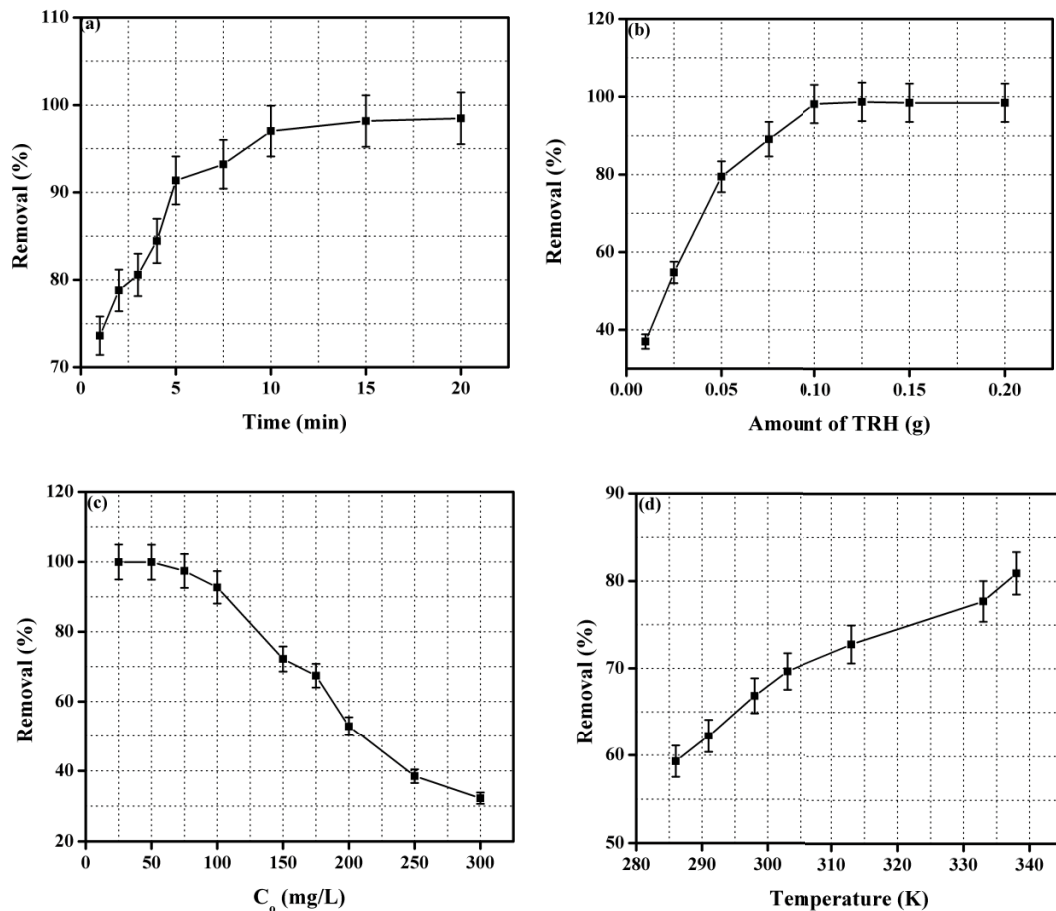 (a)
110
100
90
80
70
0 5 10 15 20
Removal (%)
Time (min)
(b)
120
100
80
60
40
0.00 0.05 0.10 0.15 0.20
Removal (%)
Amount of TRH (g)
(c)
120
100
80
60
40
20
0 50 100 150 200 250 300
Removal (%)
C₀ (mg/L)
(d)
90
80
70
60
50
280 290 300 310 320 330 340
Removal (%)
Temperature (K)